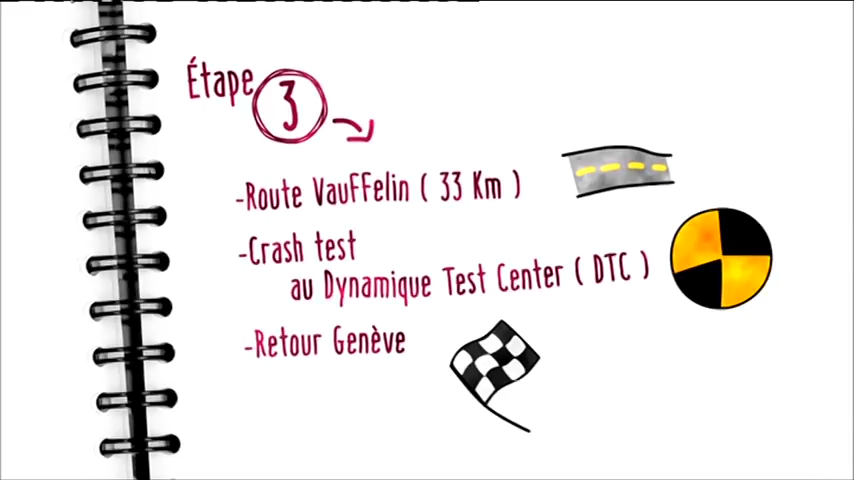 Étape 3
-Route Vauffelin ( 33 Km )
-Crash test
au Dynamique Test Center ( DTC )
-Retour Genève